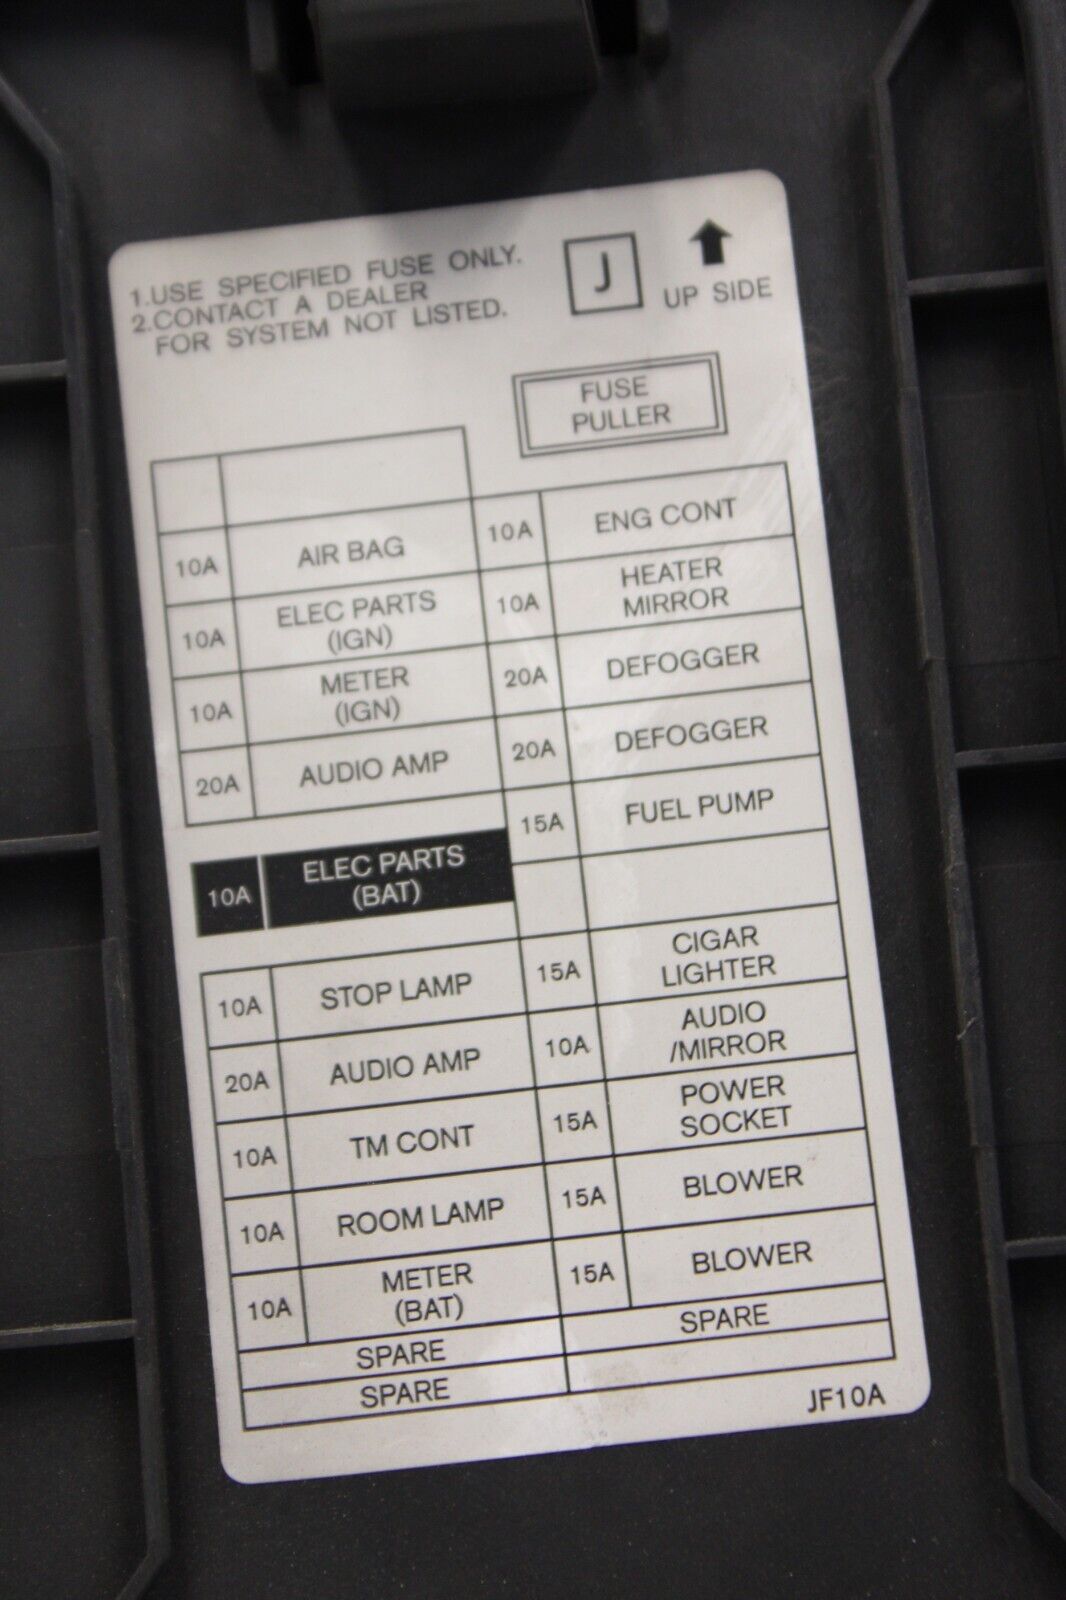 1.USE SPECIFIED FUSE ONLY.
2.CONTACT A DEALER
FOR SYSTEM NOT LISTED.
J
UP SIDE
FUSE
PULLER
10A AIR BAG
10A ELEC PARTS
(IGN)
10A METER
(IGN)
20A AUDIO AMP
10A ELEC PARTS
(BAT)
10A STOP LAMP
20A AUDIO AMP
10A TM CONT
10A ROOM LAMP
10A METER
(BAT)
SPARE
SPARE
10A ENG CONT
10A HEATER
MIRROR
20A DEFOGGER
20A DEFOGGER
15A FUEL PUMP
15A CIGAR
LIGHTER
10A AUDIO
/MIRROR
15A POWER
SOCKET
15A BLOWER
15A BLOWER
SPARE
JF10A